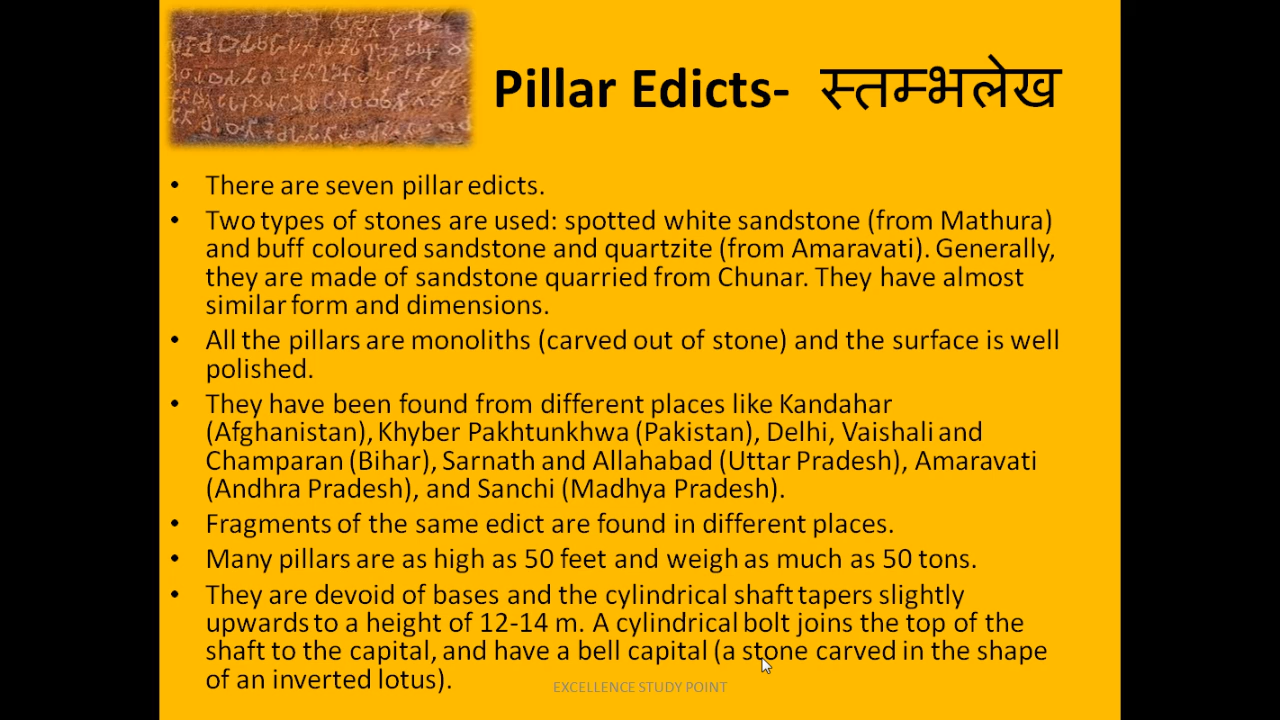 Pillar Edicts- स्तम्भलेख
• There are seven pillar edicts.
• Two types of stones are used: spotted white sandstone (from Mathura)
and buff coloured sandstone and quartzite (from Amaravati). Generally,
they are made of sandstone quarried from Chunar. They have almost
similar form and dimensions.
• All the pillars are monoliths (carved out of stone) and the surface is well
polished.
• They have been found from different places like Kandahar
(Afghanistan), Khyber Pakhtunkhwa (Pakistan), Delhi, Vaishali and
Champaran (Bihar), Sarnath and Allahabad (Uttar Pradesh), Amaravati
(Andhra Pradesh), and Sanchi (Madhya Pradesh).
• Fragments of the same edict are found in different places.
• Many pillars are as high as 50 feet and weigh as much as 50 tons.
• They are devoid of bases and the cylindrical shaft tapers slightly
upwards to a height of 12-14 m. A cylindrical bolt joins the top of the
shaft to the capital, and have a bell capital (a stone carved in the shape
of an inverted lotus).
EXCELLENCE STUDY POINT